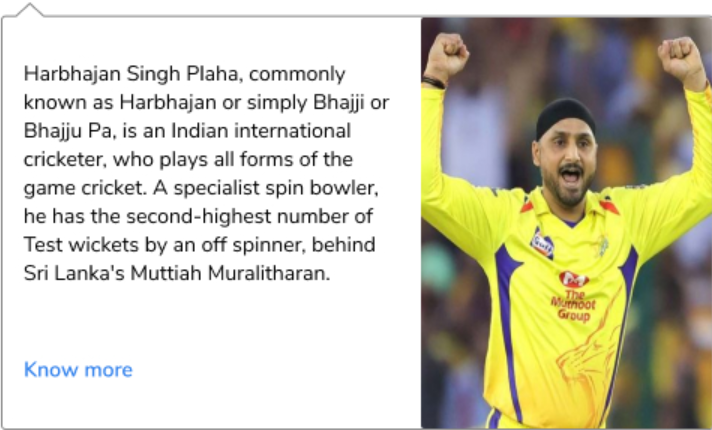 Harbhajan Singh Plaha, commonly
known as Harbhajan or simply Bhajji or
Bhajju Pa, is an Indian international
cricketer, who plays all forms of the
game cricket. A specialist spin bowler,
he has the second-highest number of
Test wickets by an off spinner, behind
Sri Lanka's Muttiah Muralitharan.
Know more
Gulf
The
Muthoot
Group